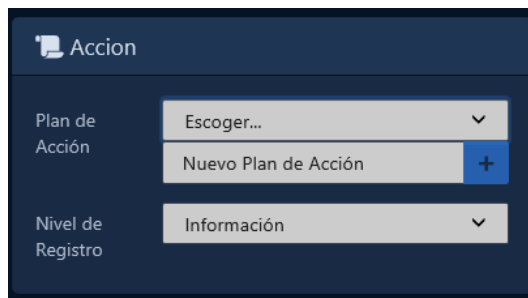 Accion
Plan de
Acción
Escoger...
Nuevo Plan de Acción
+
Nivel de
Registro
Información